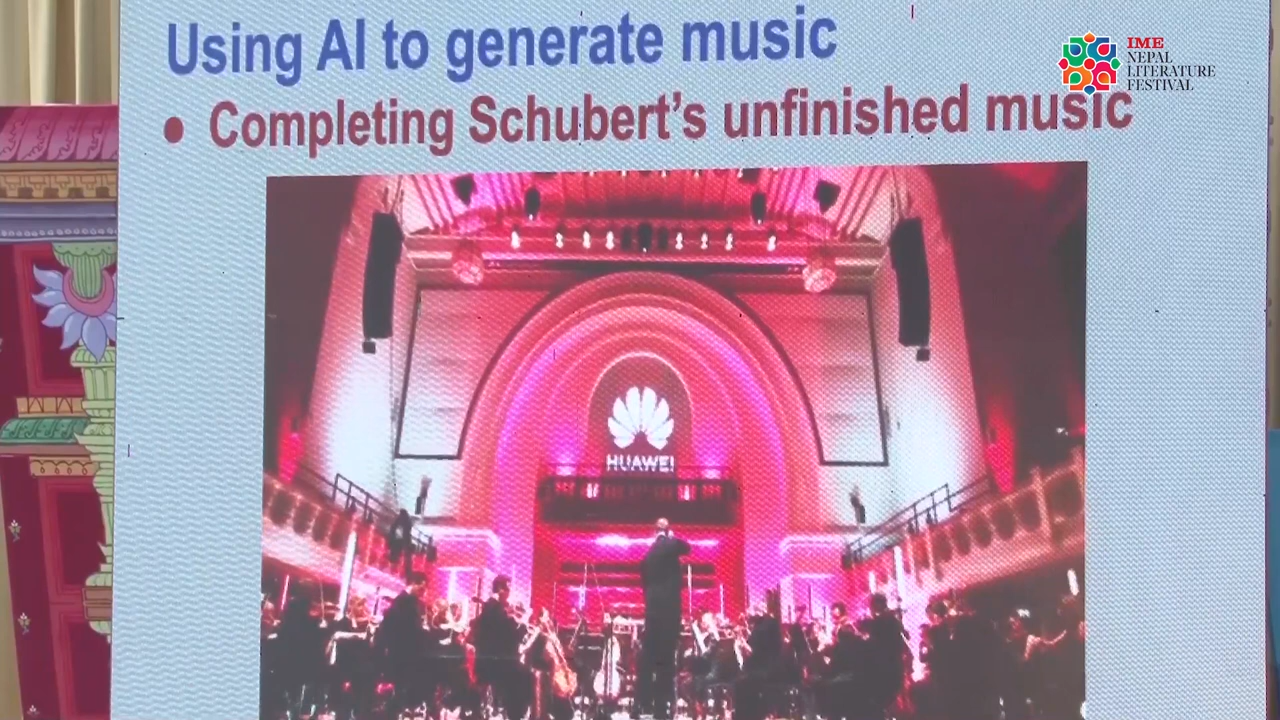 Using AI to generate music
IME
NEPAL
LITERATURE
FESTIVAL
• Completing Schubert's unfinished music
HUAWEI